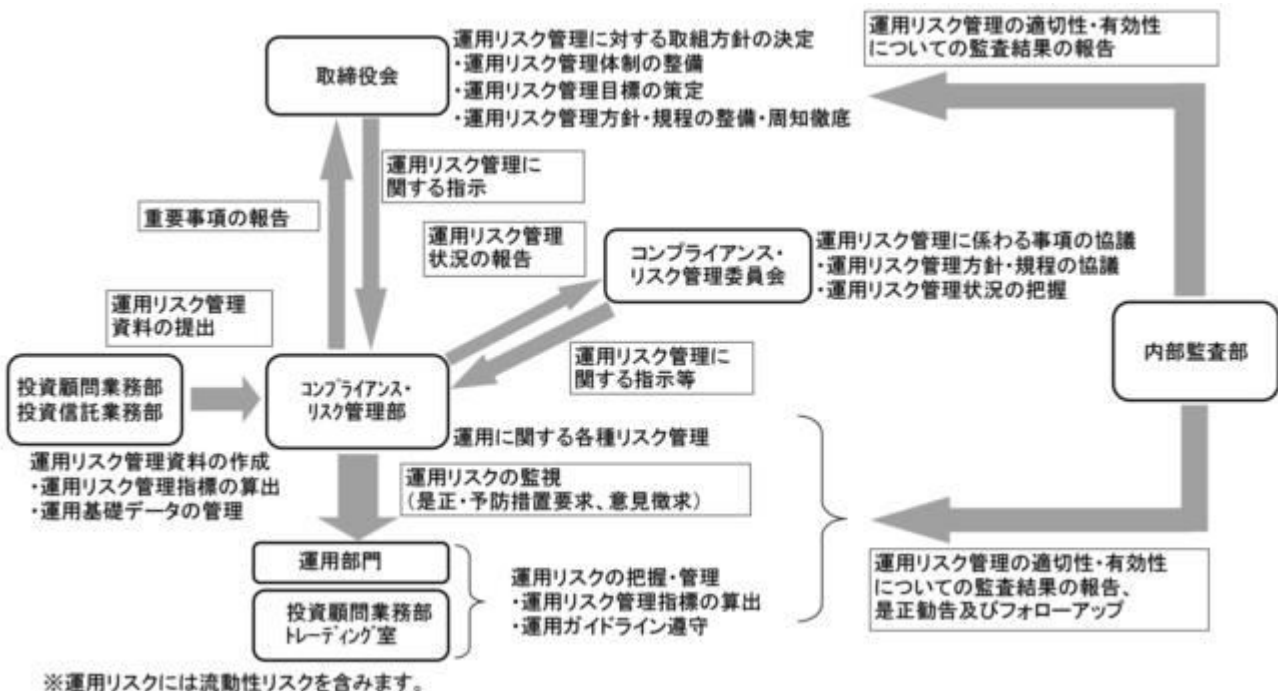 取締役会
運用リスク管理に対する取組方針の決定
・運用リスク管理体制の整備
・運用リスク管理目標の策定
・運用リスク管理方針・規程の整備・周知徹底
運用リスク管理の適切性・有効性
についての監査結果の報告
運用リスク管理に
関する指示
重要事項の報告
運用リスク管理
状況の報告
コンプライアンス・
リスク管理委員会
運用リスク管理に係わる事項の協議
・運用リスク管理方針・規程の協議
・運用リスク管理状況の把握
運用リスク管理
資料の提出
運用リスク管理に
関する指示等
内部監査部
投資顧問業務部
投資信託業務部
コンプライアンス・
リスク管理部
運用に関する各種リスク管理
運用リスク管理資料の作成
・運用リスク管理指標の算出
・運用基礎データの管理
運用リスクの監視
(是正・予防措置要求、意見徴求)
運用部門
投資顧問業務部
トレーディング室
運用リスクの把握・管理
・運用リスク管理指標の算出
・運用ガイドライン遵守
運用リスク管理の適切性・有効性
についての監査結果の報告、
是正勧告及びフォローアップ
※運用リスクには流動性リスクを含みます。